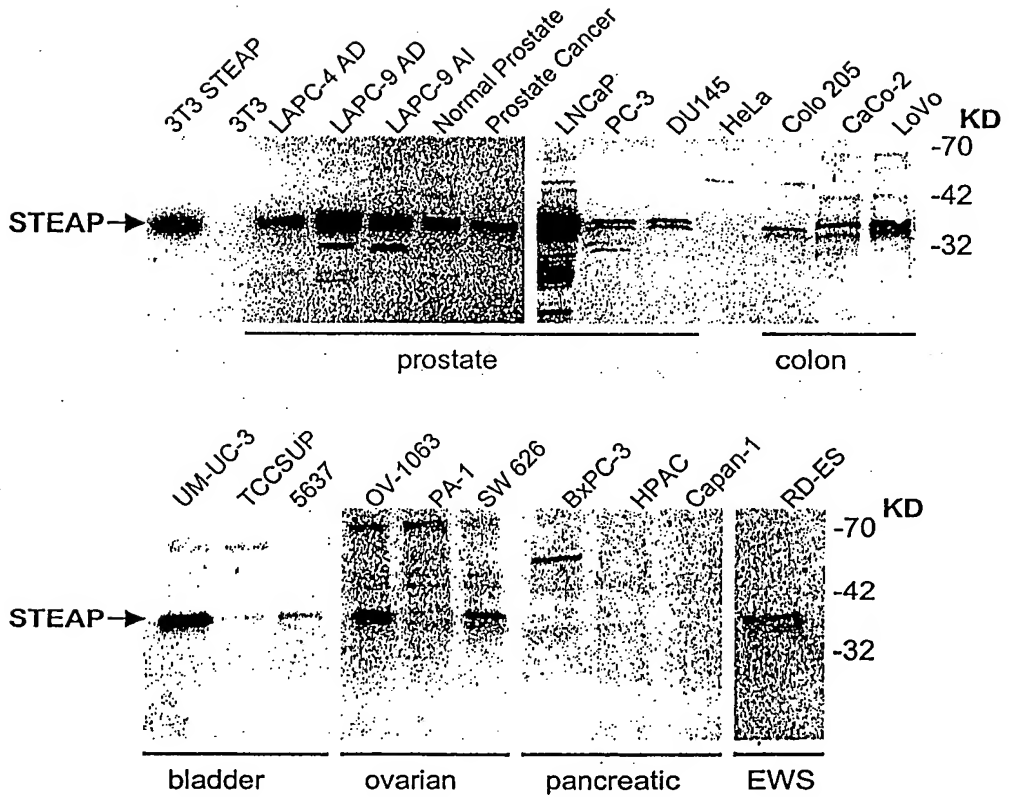 3T3 STEAP
3T3
LAPC-4 AD
LAPC-9 AD
LAPC-9 AI
Normal Prostate
Prostate Cancer
LNCaP
PC-3
DU145
HeLa
Colo 205
CaCo-2
LoVo
KD
-70
-42
-32
STEAP
prostate
colon
UM-UC-3
TCCSUP
5637
OV-1063
PA-1
SW 626
BxPC-3
HPAC
Capan-1
RD-ES
KD
-70
-42
-32
STEAP
bladder
ovarian
pancreatic
EWS